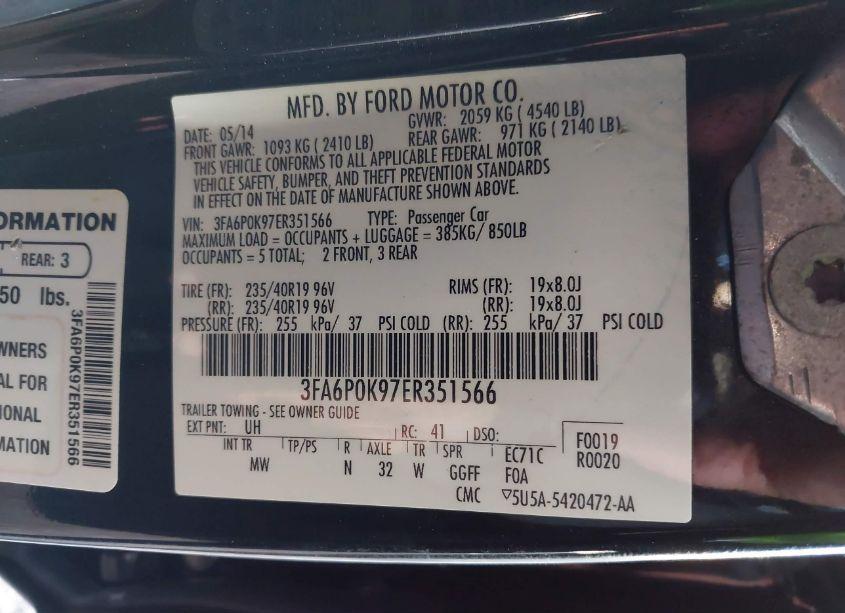 MFD. BY FORD MOTOR CO.
DATE: 05/14 GVWR: 2059 KG ( 4540 LB)
FRONT GAWR: 1093 KG ( 2410 LB) REAR GAWR: 971 KG ( 2140 LB)
THIS VEHICLE CONFORMS TO ALL APPLICABLE FEDERAL MOTOR
VEHICLE SAFETY, BUMPER, AND THEFT PREVENTION STANDARDS
IN EFFECT ON THE DATE OF MANUFACTURE SHOWN ABOVE.
VIN: 3FA6P0K97ER351566 TYPE: Passenger Car
MAXIMUM LOAD = OCCUPANTS + LUGGAGE = 385KG/ 850LB
OCCUPANTS = 5 TOTAL; 2 FRONT, 3 REAR
TIRE (FR): 235/40R19 96V RIMS (FR): 19x8.0J
(RR): 235/40R19 96V (RR): 19x8.0J
PRESSURE (FR): 255 kPa/ 37 PSI COLD (RR): 255 kPa/ 37 PSI COLD
3FA6P0K97ER351566
TRAILER TOWING - SEE OWNER GUIDE
EXT PNT: UH RC: 41 DSO: F0019
INT TR TP/PS R AXLE TR SPR EC71C R0020
MW N 32 W GGFF F0A
CMC ▽5U5A-5420472-AA
ORMATION
REAR: 3
50 lbs.
WNERS
AL FOR
IONAL
MATION
3FA6P0K97ER351566